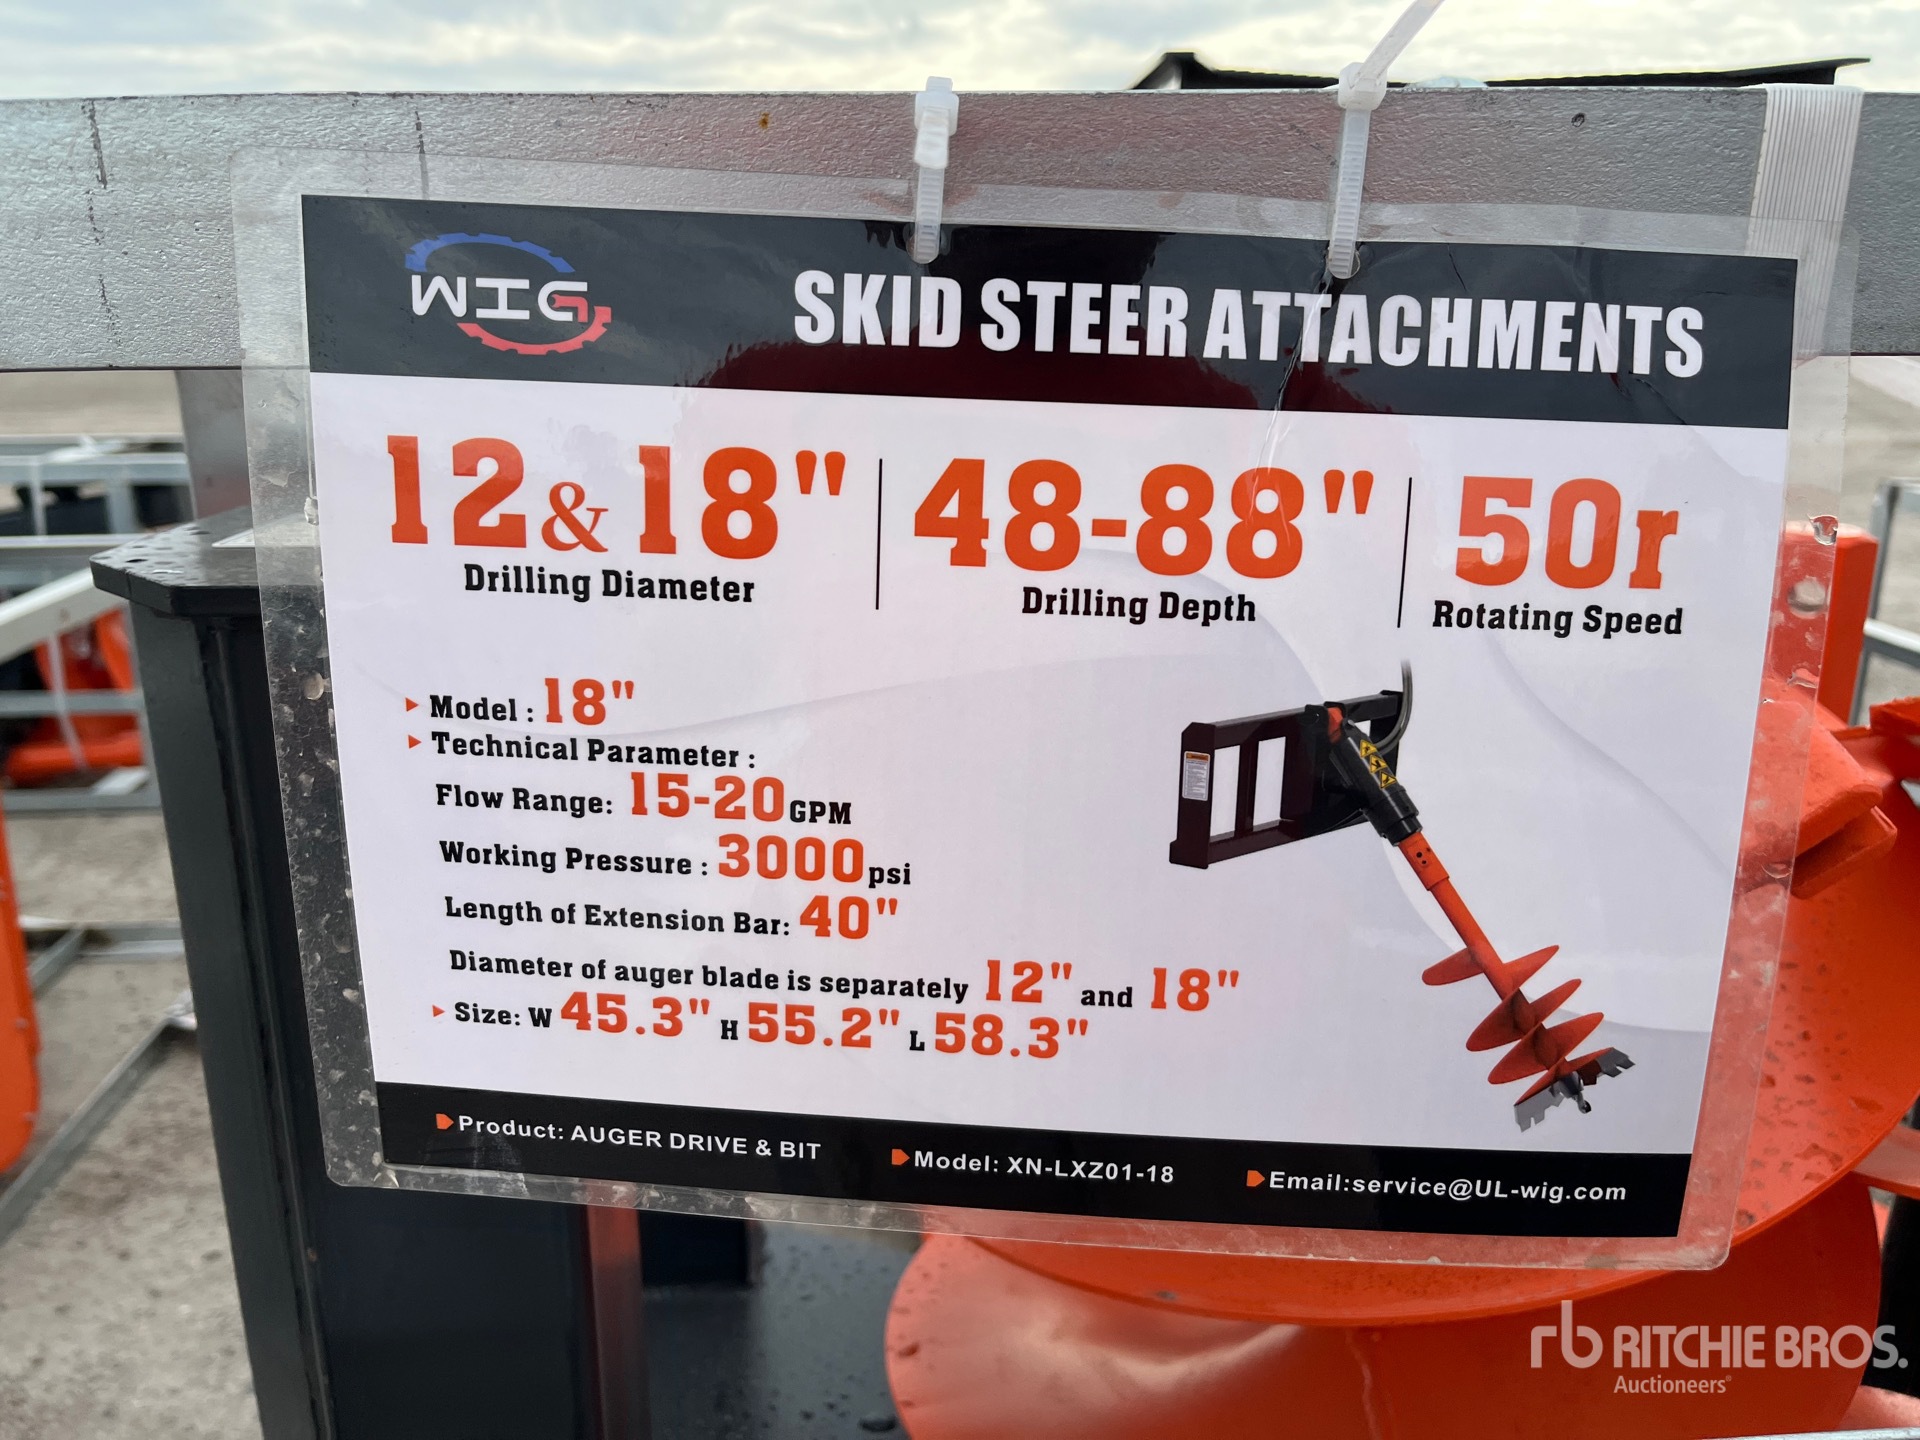 WIG
SKID STEER ATTACHMENTS
12&18" 48-88" 50r
Drilling Diameter Drilling Depth Rotating Speed
Model : 18"
Technical Parameter :
Flow Range: 15-20GPM
Working Pressure : 3000psi
Length of Extension Bar: 40"
Diameter of auger blade is separately 12" and 18"
Size: W 45.3" H 55.2" L 58.3"
Product: AUGER DRIVE & BIT Model: XN-LXZ01-18 Email:service@UL-wig.com
rb RITCHIE BROS.
Auctioneers®